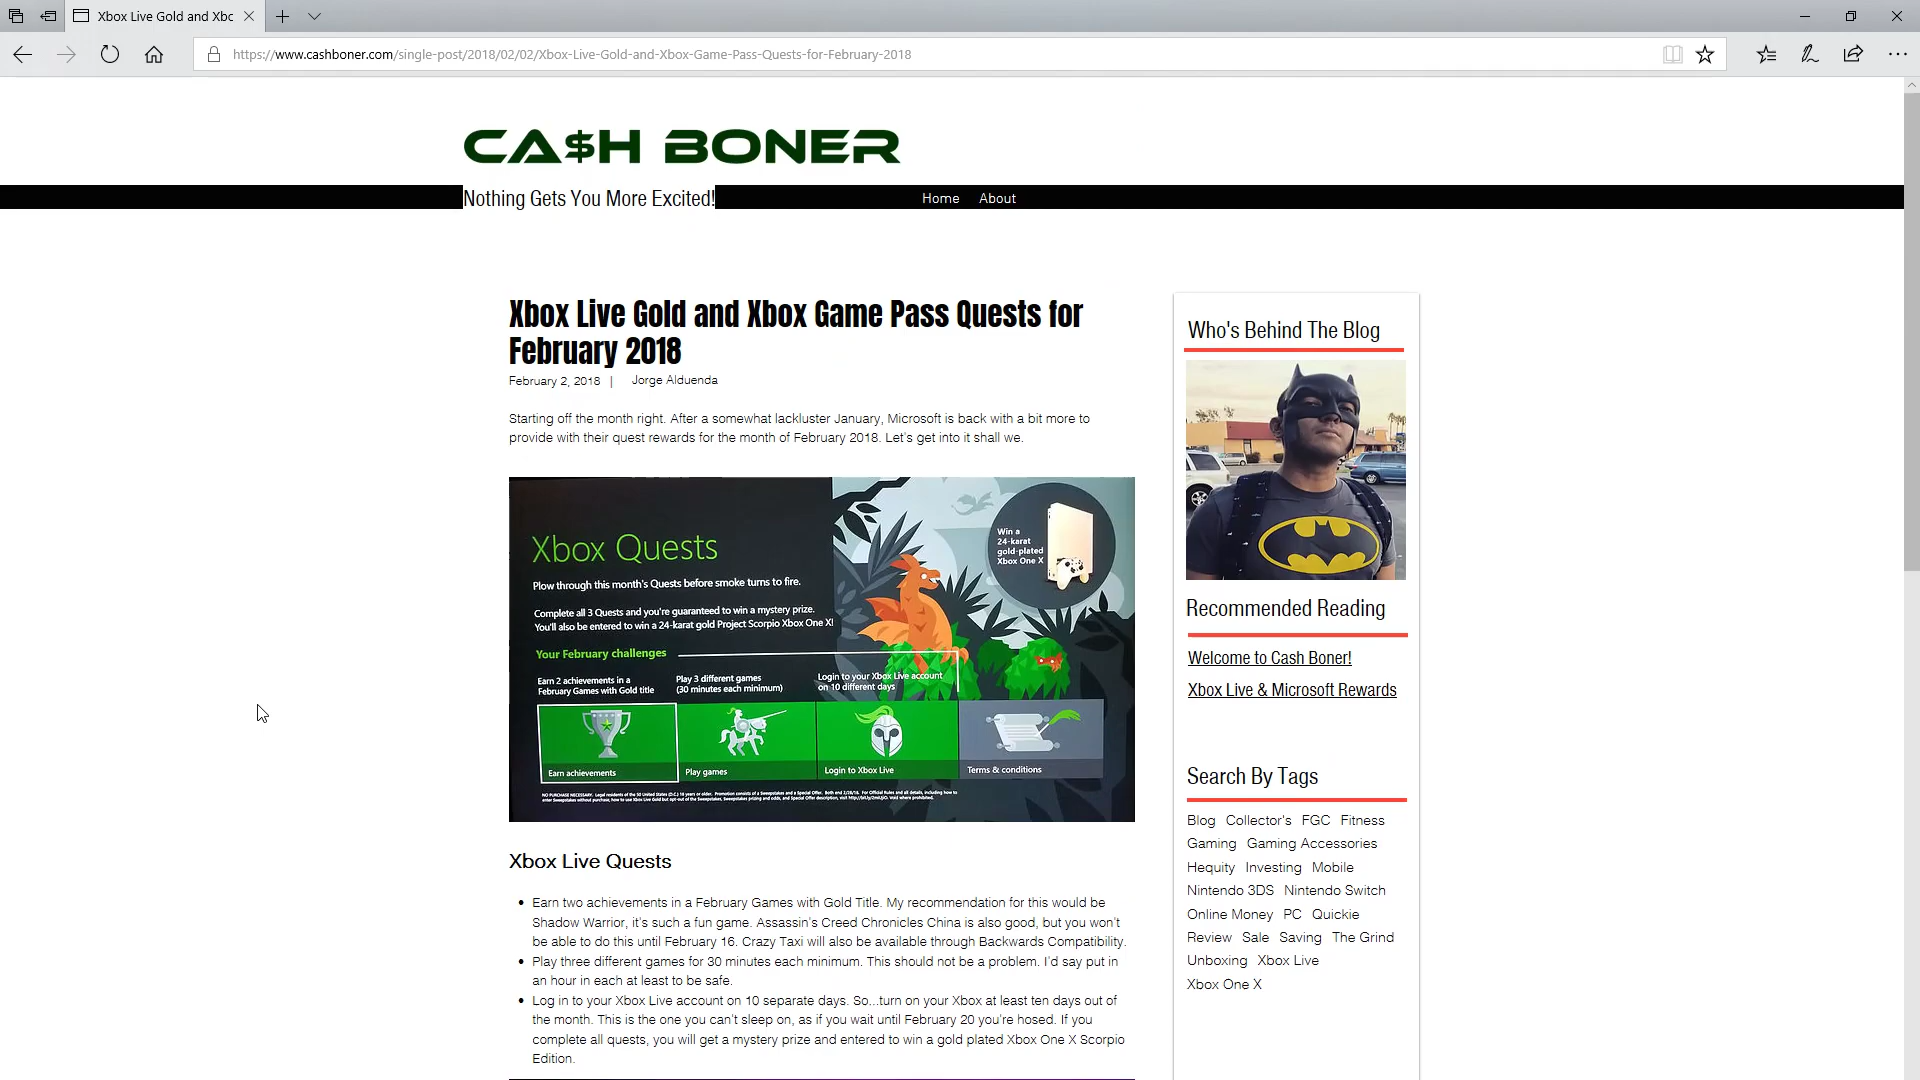 Xbox Live Gold and Xbc
https://www.cashboner.com/single-post/2018/02/02/Xbox-Live-Gold-and-Xbox-Game-Pass-Quests-for-February-2018
CA$H BONER
Nothing Gets You More Excited!
Home About
Xbox Live Gold and Xbox Game Pass Quests for
February 2018
February 2, 2018 | Jorge Alduenda
Starting off the month right. After a somewhat lackluster January, Microsoft is back with a bit more to
provide with their quest rewards for the month of February 2018. Let's get into it shall we.
Xbox Quests
Plow through this month's Quests before smoke turns to fire.
Complete all 3 Quests and you're guaranteed to win a mystery prize.
You'll also be entered to win a 24-karat gold Project Scorpio Xbox One X!
Win a
24-karat
gold-plated
Xbox One X
Your February challenges
Earn 2 achievements in a
February Games with Gold title
Play 3 different games
(30 minutes each minimum)
Login to your Xbox Live account
on 10 different days
Earn achievements
Play games
Login to Xbox Live
Terms & conditions
Xbox Live Quests
• Earn two achievements in a February Games with Gold Title. My recommendation for this would be
Shadow Warrior, it's such a fun game. Assassin's Creed Chronicles China is also good, but you won't
be able to do this until February 16. Crazy Taxi will also be available through Backwards Compatibility.
• Play three different games for 30 minutes each minimum. This should not be a problem. I'd say put in
an hour in each at least to be safe.
• Log in to your Xbox Live account on 10 separate days. So...turn on your Xbox at least ten days out of
the month. This is the one you can't sleep on, as if you wait until February 20 you're hosed. If you
complete all quests, you will get a mystery prize and entered to win a gold plated Xbox One X Scorpio
Edition.
Who's Behind The Blog
Recommended Reading
Welcome to Cash Boner!
Xbox Live & Microsoft Rewards
Search By Tags
Blog Collector's FGC Fitness
Gaming Gaming Accessories
Hequity Investing Mobile
Nintendo 3DS Nintendo Switch
Online Money PC Quickie
Review Sale Saving The Grind
Unboxing Xbox Live
Xbox One X